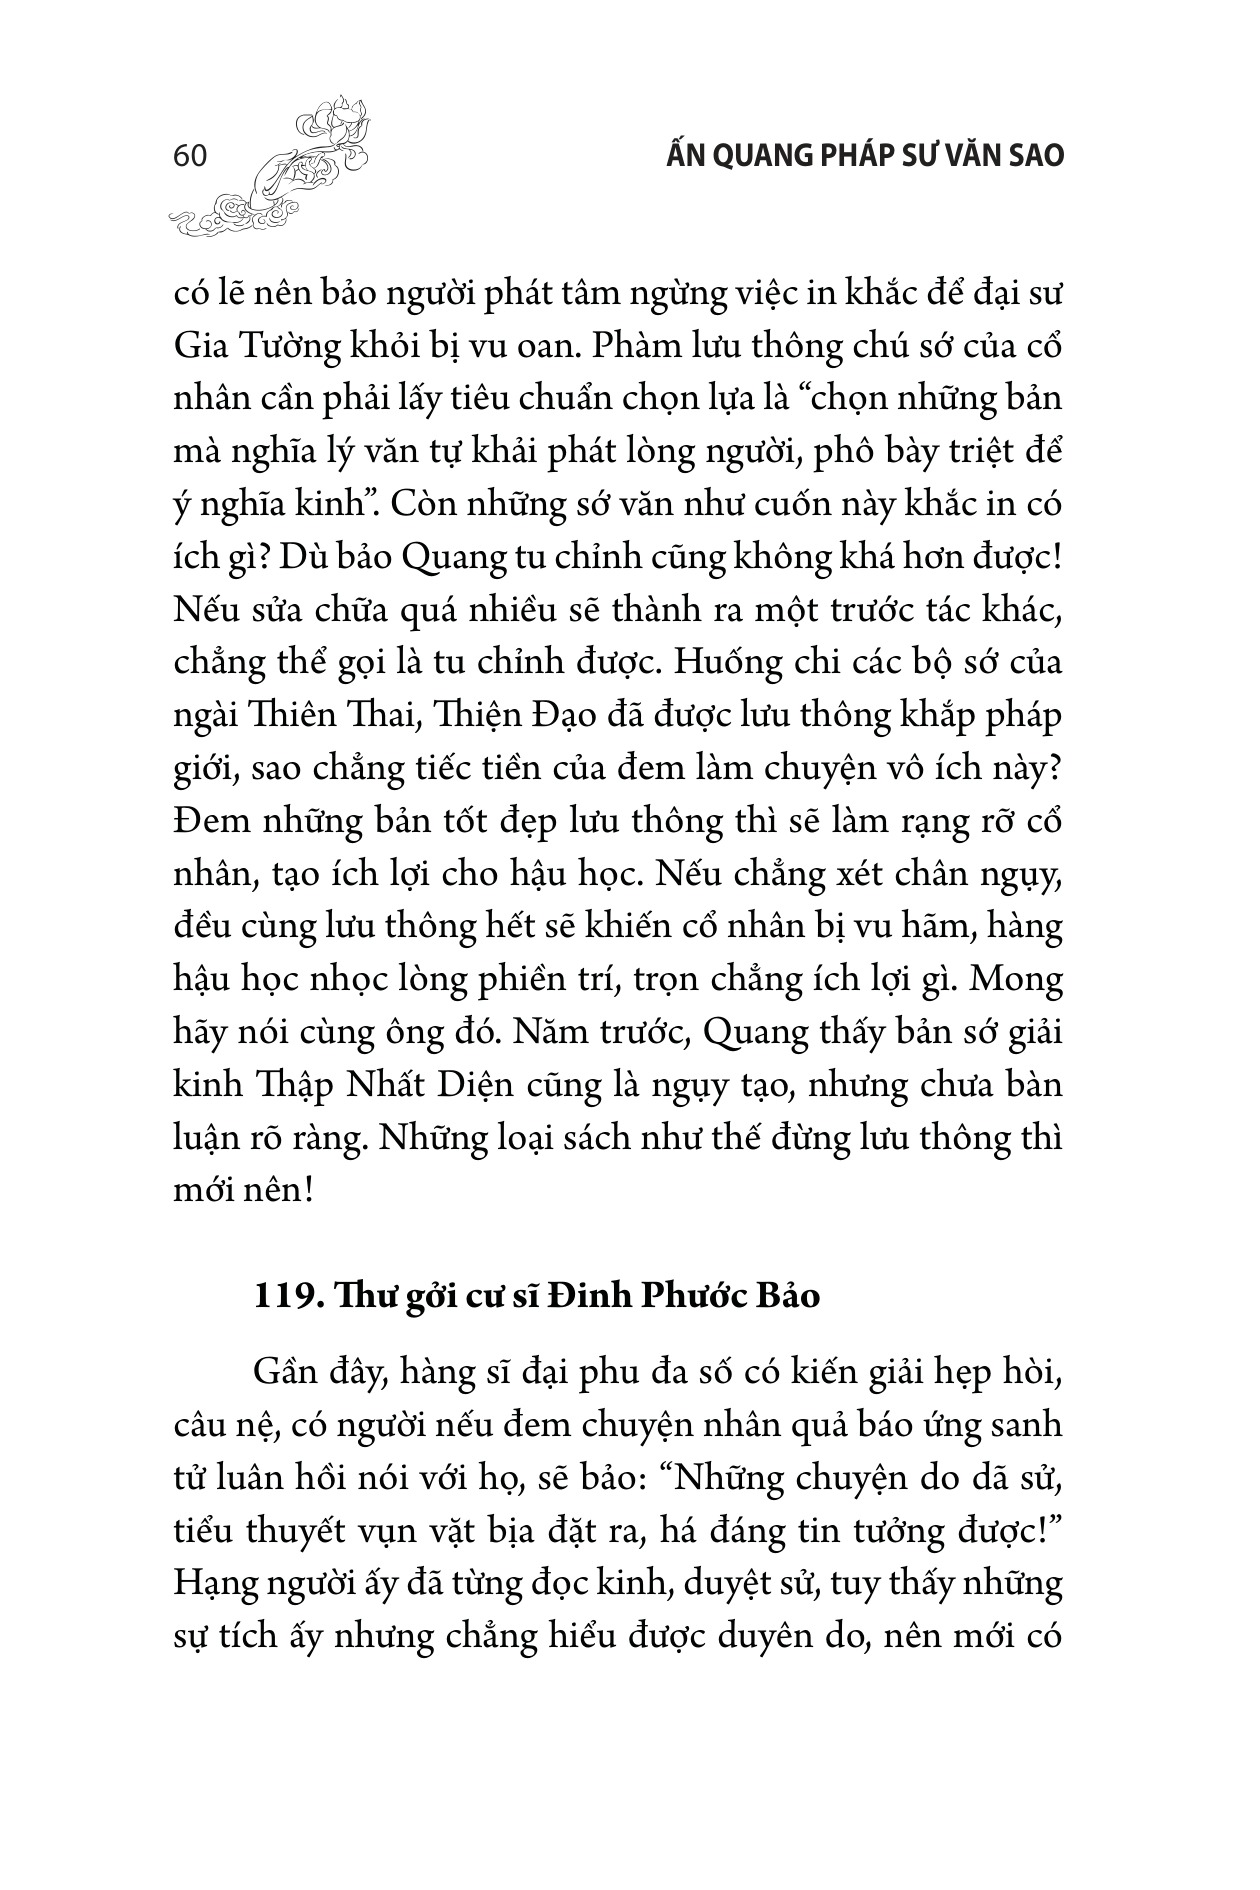 60
ẤN QUANG PHÁP SƯ VĂN SAO
có lẽ nên bảo người phát tâm ngừng việc in khắc để đại sư
Gia Tường khỏi bị vu oan. Phàm lưu thông chú sớ của cổ
nhân cần phải lấy tiêu chuẩn chọn lựa là “chọn những bản
mà nghĩa lý văn tự khải phát lòng người, phô bày triệt để
ý nghĩa kinh”. Còn những sớ văn như cuốn này khắc in có
ích gì? Dù bảo Quang tu chỉnh cũng không khá hơn được!
Nếu sửa chữa quá nhiều sẽ thành ra một trước tác khác,
chẳng thể gọi là tu chỉnh được. Huống chi các bộ sớ của
ngài Thiên Thai, Thiện Đạo đã được lưu thông khắp pháp
giới, sao chẳng tiếc tiền của đem làm chuyện vô ích này?
Đem những bản tốt đẹp lưu thông thì sẽ làm rạng rỡ cổ
nhân, tạo ích lợi cho hậu học. Nếu chẳng xét chân ngụy,
đều cùng lưu thông hết sẽ khiến cổ nhân bị vu hãm, hàng
hậu học nhọc lòng phiền trí, trọn chẳng ích lợi gì. Mong
hãy nói cùng ông đó. Năm trước, Quang thấy bản sớ giải
kinh Thập Nhất Diện cũng là ngụy tạo, nhưng chưa bàn
luận rõ ràng. Những loại sách như thế đừng lưu thông thì
mới nên!
119. Thư gởi cư sĩ Đinh Phước Bảo
Gần đây, hàng sĩ đại phu đa số có kiến giải hẹp hòi,
câu nệ, có người nếu đem chuyện nhân quả báo ứng sanh
tử luân hồi nói với họ, sẽ bảo: “Những chuyện do dã sử,
tiểu thuyết vụn vặt bịa đặt ra, há đáng tin tưởng được!”
Hạng người ấy đã từng đọc kinh, duyệt sử, tuy thấy những
sự tích ấy nhưng chẳng hiểu được duyên do, nên mới có